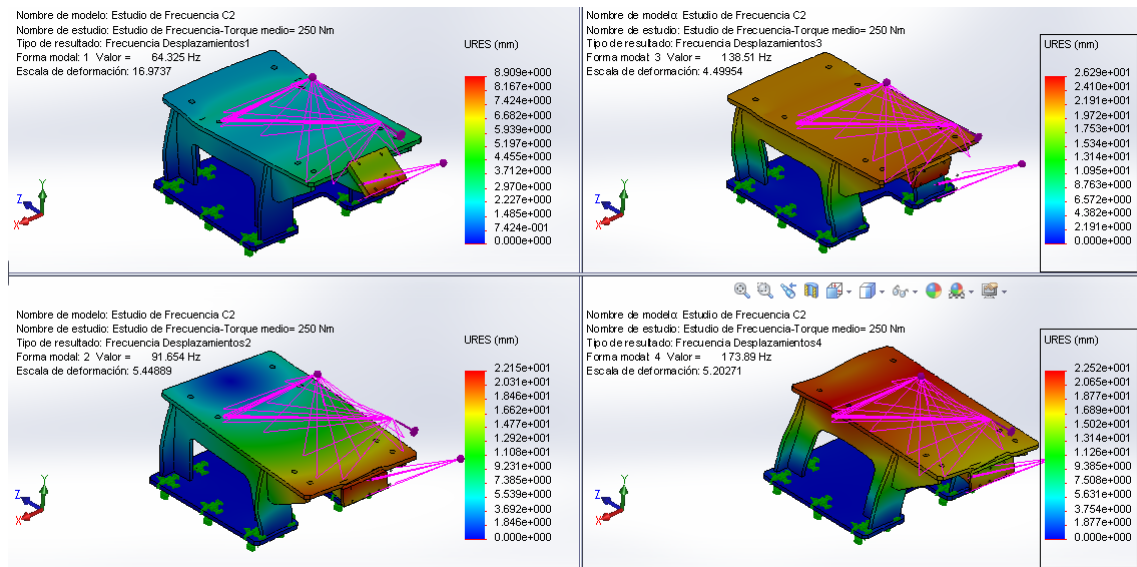 Nombre de modelo: Estudio de Frecuencia C2
Nombre de estudio: Estudio de Frecuencia-Torque medio= 250 Nm
Tipo de resultado: Frecuencia Desplazamientos1
Forma modal: 1 Valor = 64.325 Hz
Escala de deformación: 16.9737
URES (mm)
8.909e+000
8.167e+000
7.424e+000
6.682e+000
5.939e+000
5.197e+000
4.455e+000
3.712e+000
2.970e+000
2.227e+000
1.485e+000
7.424e-001
0.000e+000
Y
Z
X
Nombre de modelo: Estudio de Frecuencia C2
Nombre de estudio: Estudio de Frecuencia-Torque medio= 250 Nm
Tipo de resultado: Frecuencia Desplazamientos3
Forma modal: 3 Valor = 138.51 Hz
Escala de deformación: 4.49954
URES (mm)
2.629e+001
2.410e+001
2.191e+001
1.972e+001
1.753e+001
1.534e+001
1.314e+001
1.095e+001
8.763e+000
6.572e+000
4.382e+000
2.191e+000
0.000e+000
Y
Z
X
Nombre de modelo: Estudio de Frecuencia C2
Nombre de estudio: Estudio de Frecuencia-Torque medio= 250 Nm
Tipo de resultado: Frecuencia Desplazamientos2
Forma modal: 2 Valor = 91.654 Hz
Escala de deformación: 5.44889
URES (mm)
2.215e+001
2.031e+001
1.846e+001
1.662e+001
1.477e+001
1.292e+001
1.108e+001
9.231e+000
7.385e+000
5.539e+000
3.692e+000
1.846e+000
0.000e+000
Y
Z
X
Nombre de modelo: Estudio de Frecuencia C2
Nombre de estudio: Estudio de Frecuencia-Torque medio= 250 Nm
Tipo de resultado: Frecuencia Desplazamientos4
Forma modal: 4 Valor = 173.89 Hz
Escala de deformación: 5.20271
URES (mm)
2.252e+001
2.065e+001
1.877e+001
1.689e+001
1.502e+001
1.314e+001
1.126e+001
9.385e+000
7.508e+000
5.631e+000
3.754e+000
1.877e+000
0.000e+000
Y
Z
X